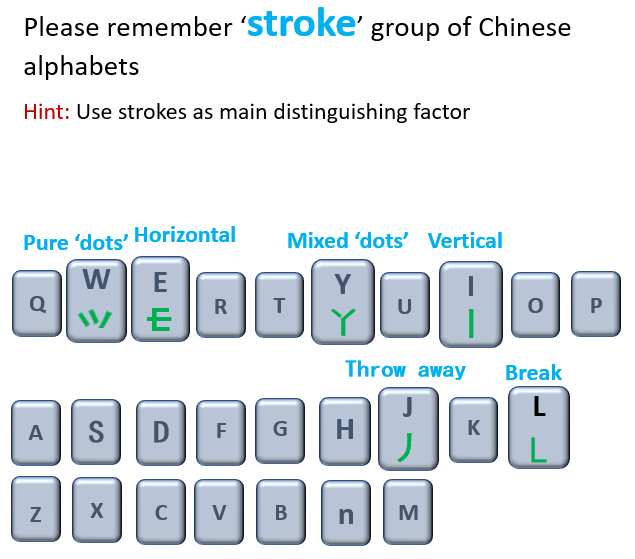 Please remember ‘stroke’ group of Chinese
alphabets
Hint: Use strokes as main distinguishing factor
Pure ‘dots’ Horizontal Mixed ‘dots’ Vertical
Q W E R T Y U I O P
Throw away Break
A S D F G H J K L
丿 L
Z X C V B n M